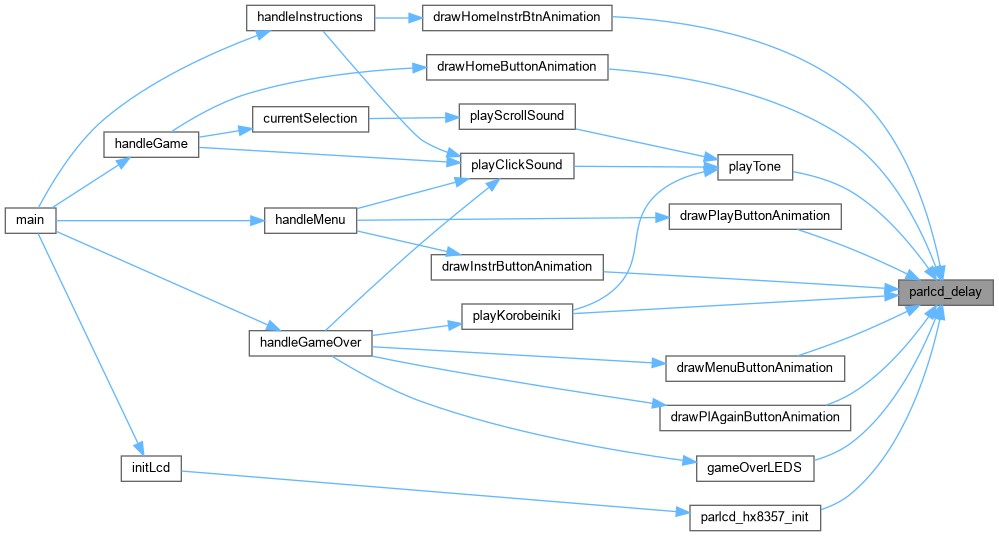 handleInstructions
drawHomeInstrBtnAnimation
drawHomeButtonAnimation
currentSelection
playScrollSound
handleGame
playClickSound
playTone
main
handleMenu
drawPlayButtonAnimation
drawInstrButtonAnimation
parlcd_delay
playKorobeiniki
handleGameOver
drawMenuButtonAnimation
drawPlAgainButtonAnimation
initLcd
gameOverLEDS
parlcd_hx8357_init